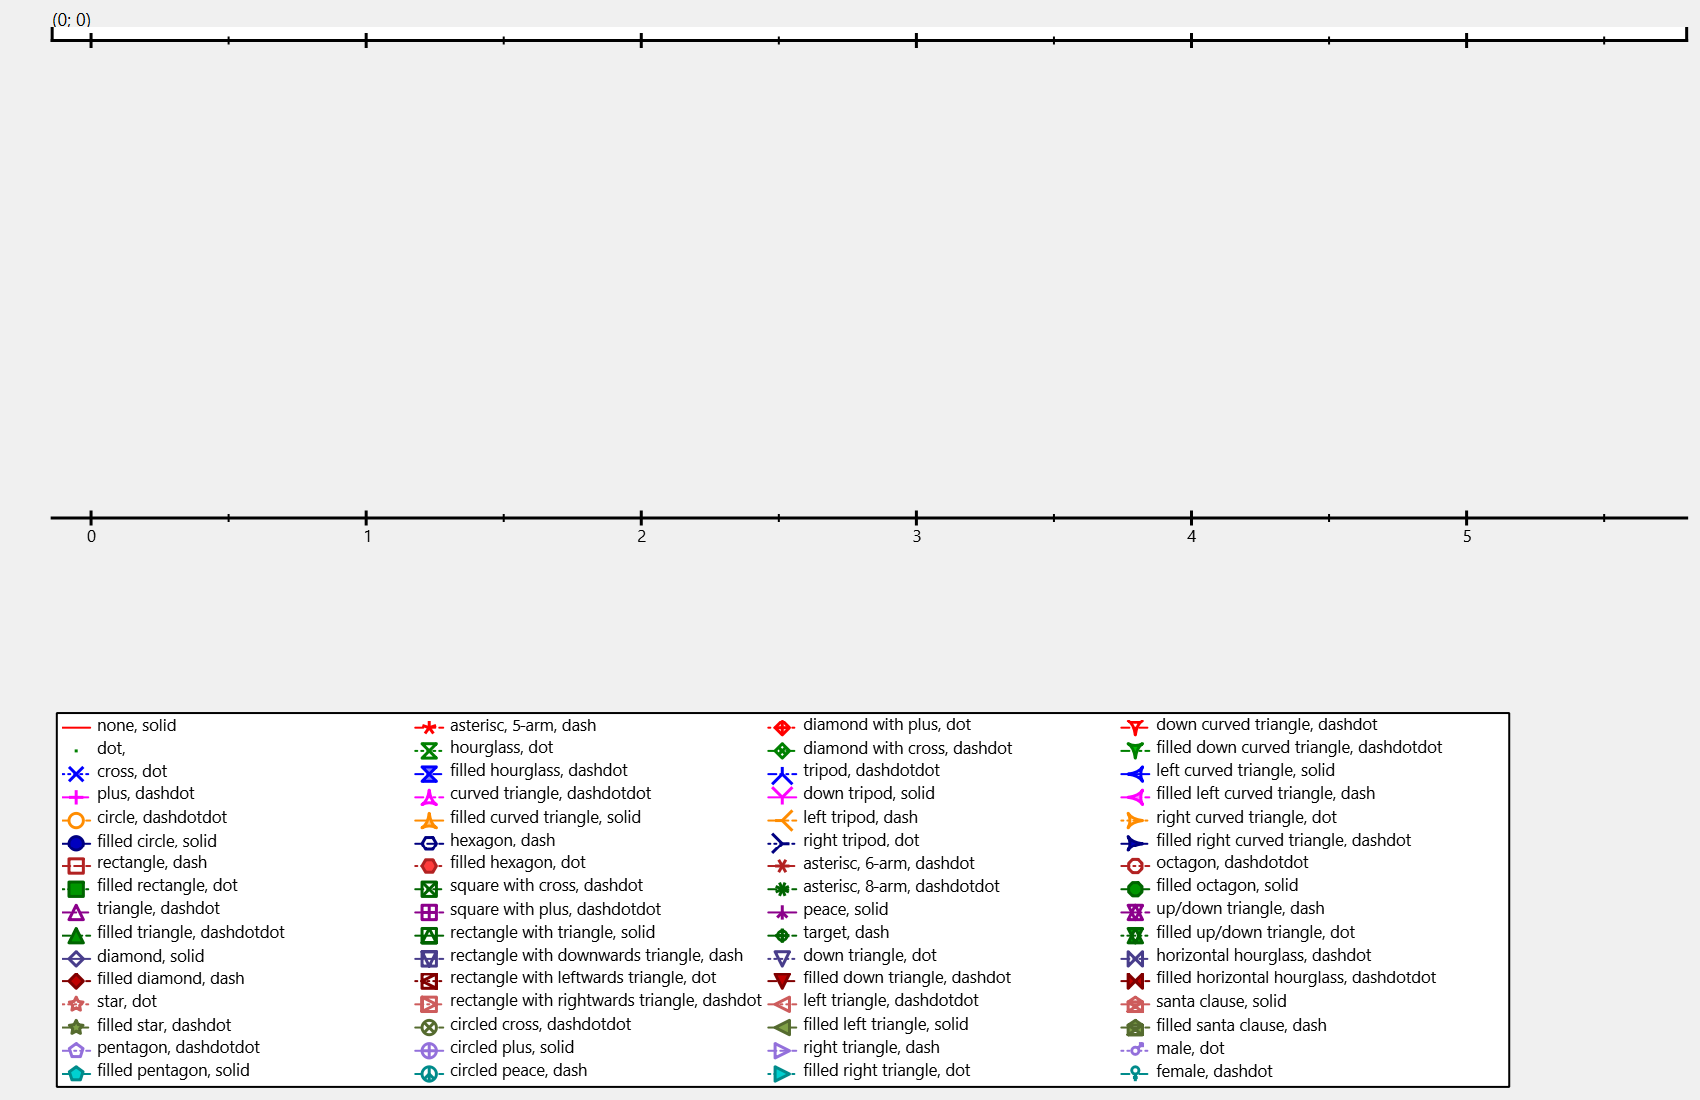 (0; 0)
0 1 2 3 4 5
none, solid
dot,
cross, dot
plus, dashdot
circle, dashdotdot
filled circle, solid
rectangle, dash
filled rectangle, dot
triangle, dashdot
filled triangle, dashdotdot
diamond, solid
filled diamond, dash
star, dot
filled star, dashdot
pentagon, dashdotdot
filled pentagon, solid
asterisc, 5-arm, dash
hourglass, dot
filled hourglass, dashdot
curved triangle, dashdotdot
filled curved triangle, solid
hexagon, dash
filled hexagon, dot
square with cross, dashdot
square with plus, dashdotdot
rectangle with triangle, solid
rectangle with downwards triangle, dash
rectangle with leftwards triangle, dot
rectangle with rightwards triangle, dashdot
circled cross, dashdotdot
circled plus, solid
circled peace, dash
diamond with plus, dot
diamond with cross, dashdot
tripod, dashdotdot
down tripod, solid
left tripod, dash
right tripod, dot
asterisc, 6-arm, dashdot
asterisc, 8-arm, dashdotdot
peace, solid
target, dash
down triangle, dot
filled down triangle, dashdot
left triangle, dashdotdot
filled left triangle, solid
right triangle, dash
filled right triangle, dot
down curved triangle, dashdot
filled down curved triangle, dashdotdot
left curved triangle, solid
filled left curved triangle, dash
right curved triangle, dot
filled right curved triangle, dashdot
octagon, dashdotdot
filled octagon, solid
up/down triangle, dash
filled up/down triangle, dot
horizontal hourglass, dashdot
filled horizontal hourglass, dashdotdot
santa clause, solid
filled santa clause, dash
male, dot
female, dashdot